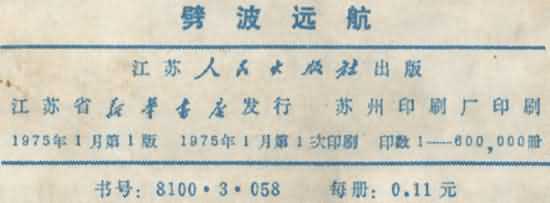 劈波远航
江苏人民出版社出版
江苏省新华书店发行 苏州印刷厂印刷
1975年1月第1版 1975年1月第1次印刷 印数1—600,000册
书号：8100·3·058 每册：0.11元